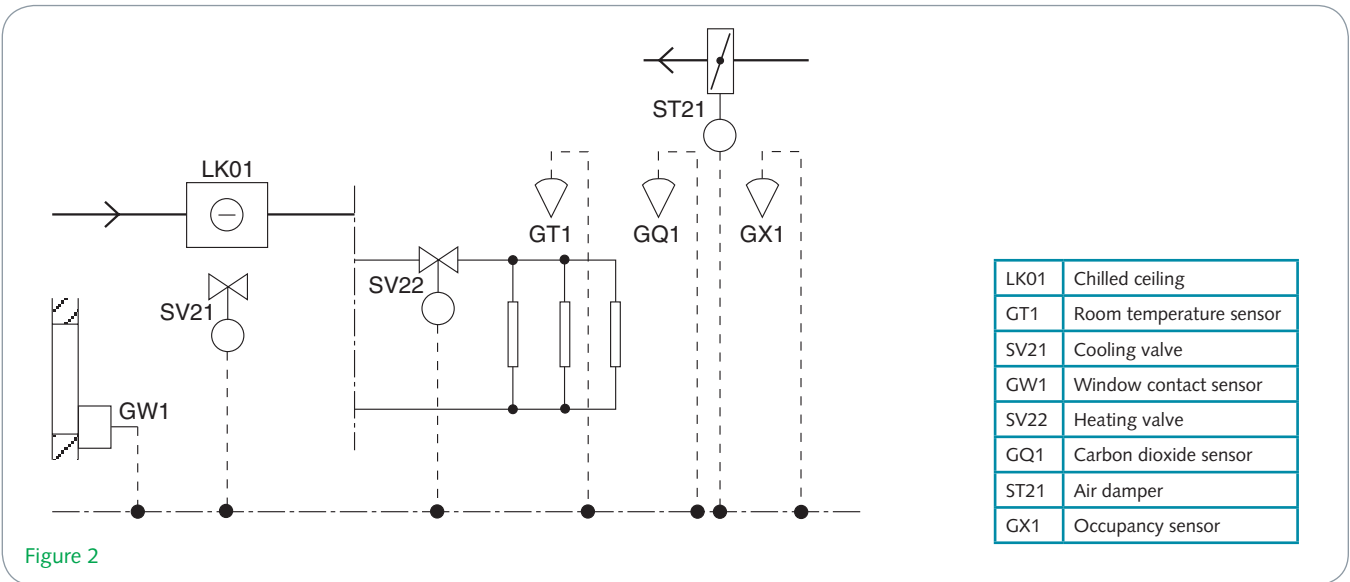 ST21
LK01
GT1
GQ1
GX1
SV22
SV21
GW1
LK01 Chilled ceiling
GT1 Room temperature sensor
SV21 Cooling valve
GW1 Window contact sensor
SV22 Heating valve
GQ1 Carbon dioxide sensor
ST21 Air damper
GX1 Occupancy sensor
Figure 2